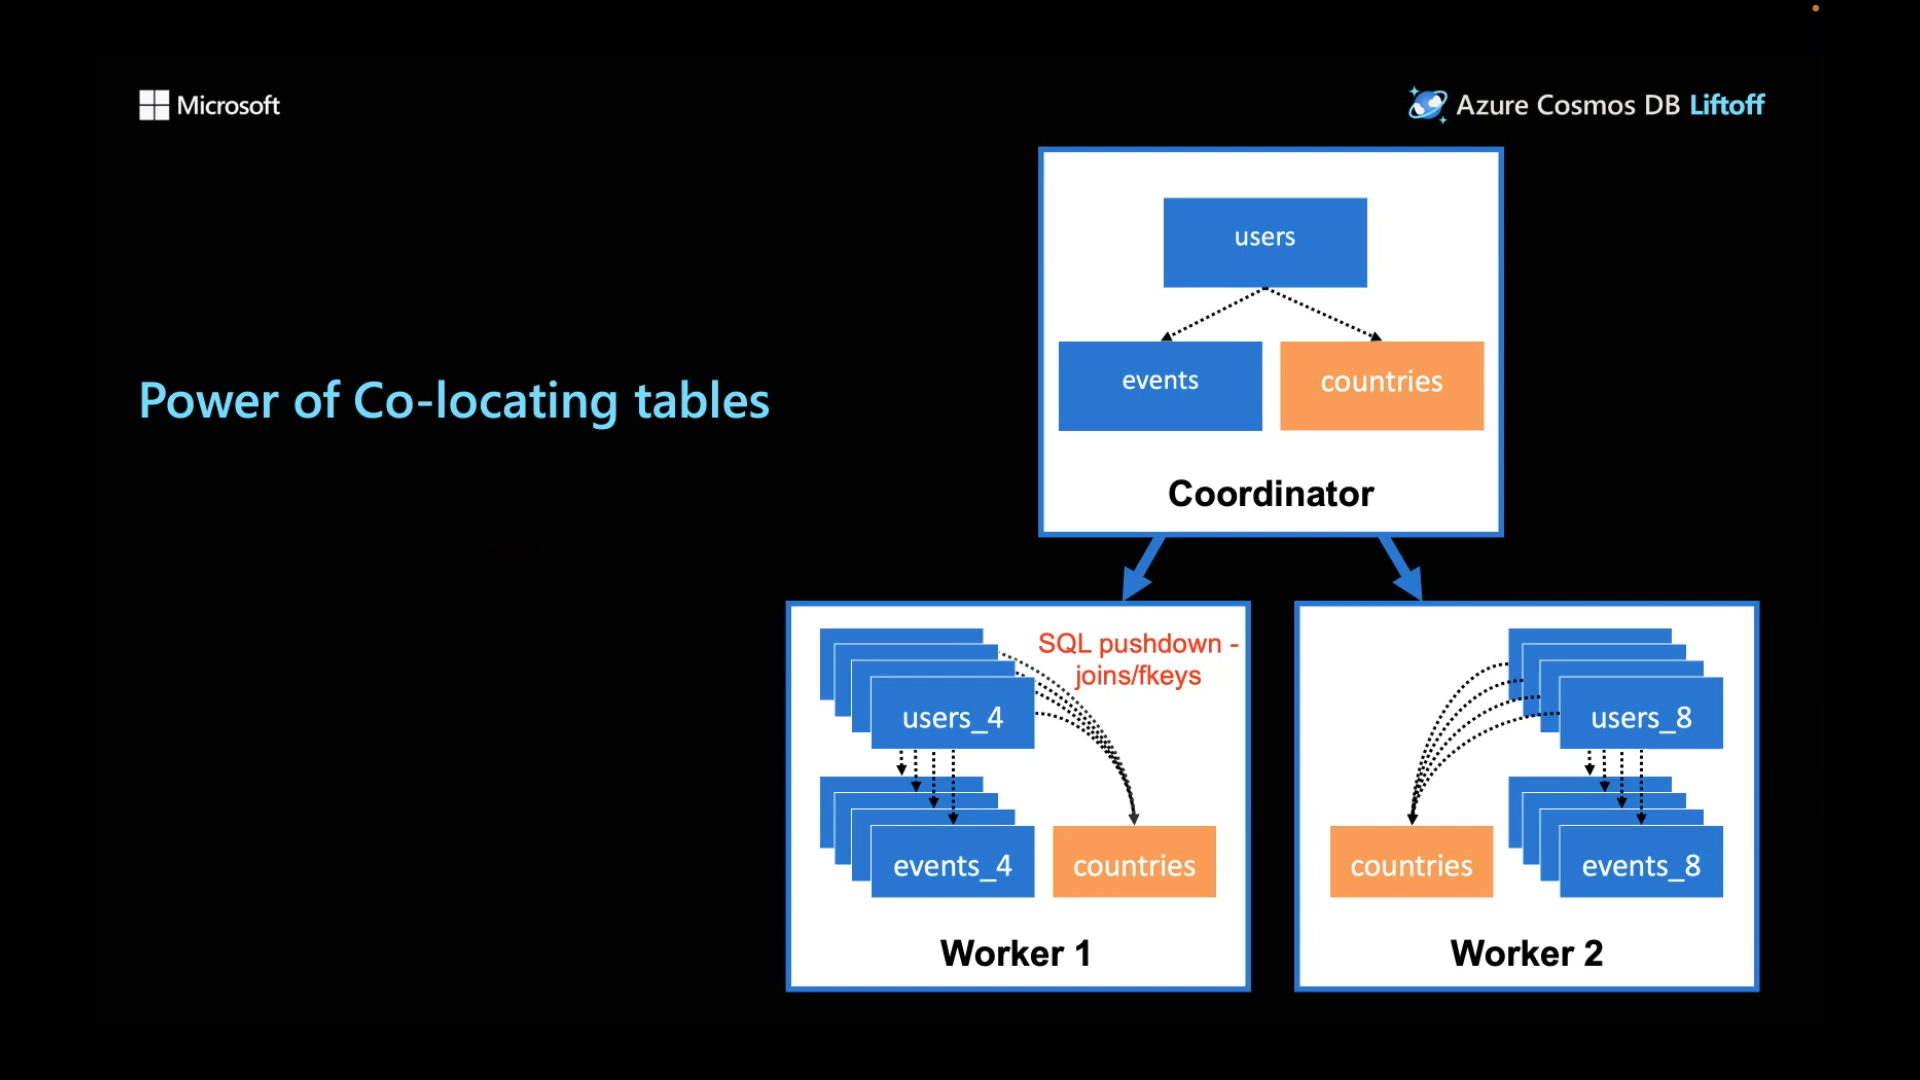 Microsoft
Azure Cosmos DB Liftoff
Power of Co-locating tables
users
events
countries
Coordinator
SQL pushdown -
joins/fkeys
users_4
events_4
countries
Worker 1
users_8
countries
events_8
Worker 2